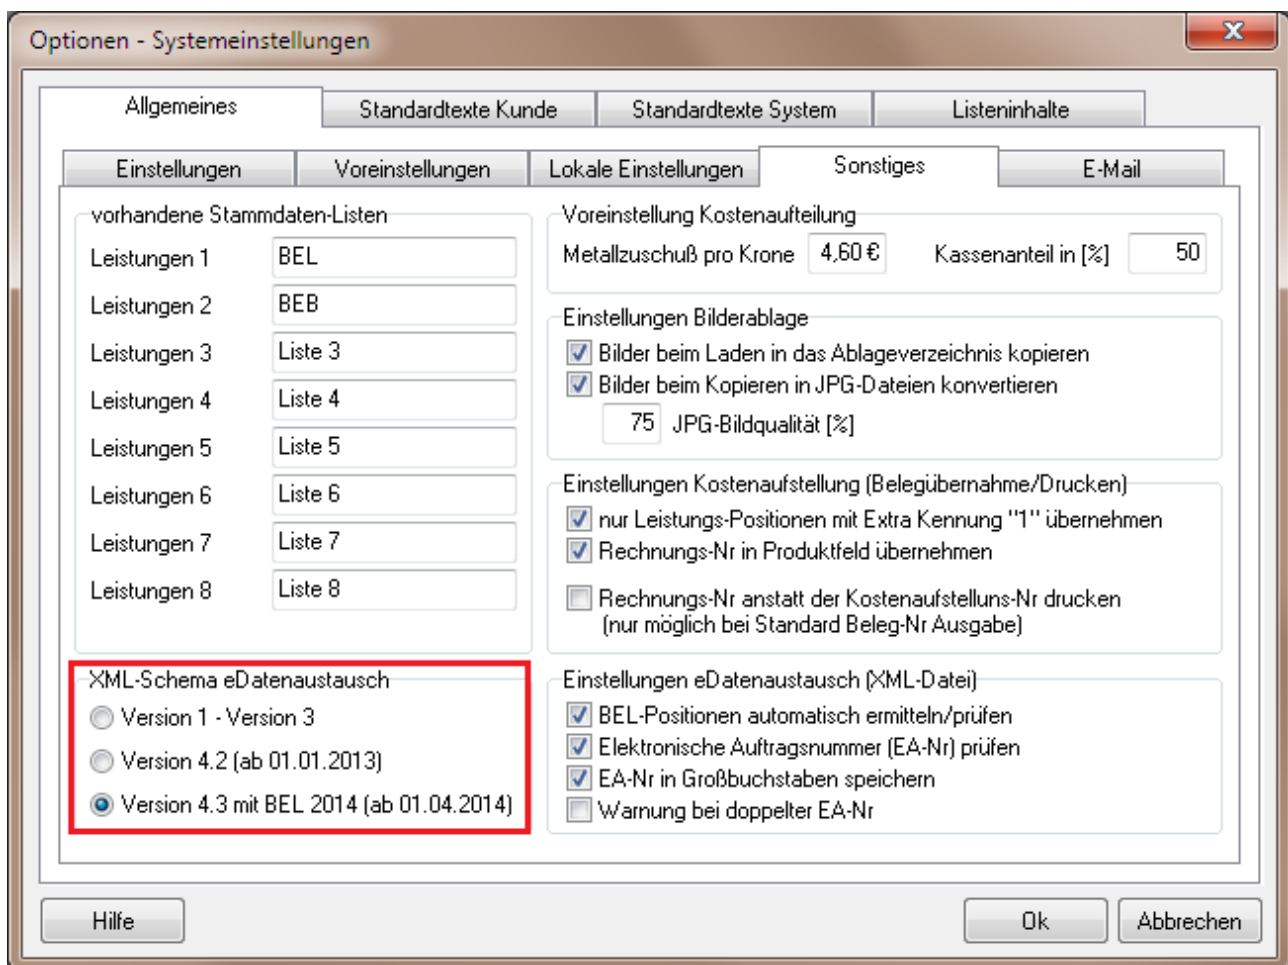 Optionen - Systemeinstellungen
Allgemeines
Standardtexte Kunde
Standardtexte System
Listeninhalte
Einstellungen
Voreinstellungen
Lokale Einstellungen
Sonstiges
E-Mail
vorhandene Stammdaten-Listen
Leistungen 1 BEL
Leistungen 2 BEB
Leistungen 3 Liste 3
Leistungen 4 Liste 4
Leistungen 5 Liste 5
Leistungen 6 Liste 6
Leistungen 7 Liste 7
Leistungen 8 Liste 8
XML-Schema eDatenaustausch
Version 1 - Version 3
Version 4.2 (ab 01.01.2013)
Version 4.3 mit BEL 2014 (ab 01.04.2014)
Voreinstellung Kostenaufteilung
Metallzuschuß pro Krone 4,60 € Kassenanteil in [%] 50
Einstellungen Bilderablage
Bilder beim Laden in das Ablageverzeichnis kopieren
Bilder beim Kopieren in JPG-Dateien konvertieren
75 JPG-Bildqualität [%]
Einstellungen Kostenaufstellung (Belegübernahme/Drucken)
nur Leistungs-Positionen mit Extra Kennung "1" übernehmen
Rechnungs-Nr in Produktfeld übernehmen
Rechnungs-Nr anstatt der Kostenaufstelluns-Nr drucken
(nur möglich bei Standard Beleg-Nr Ausgabe)
Einstellungen eDatenaustausch (XML-Datei)
BEL-Positionen automatisch ermitteln/prüfen
Elektronische Auftragsnummer (EA-Nr) prüfen
EA-Nr in Großbuchstaben speichern
Warnung bei doppelter EA-Nr
Hilfe
Ok
Abbrechen